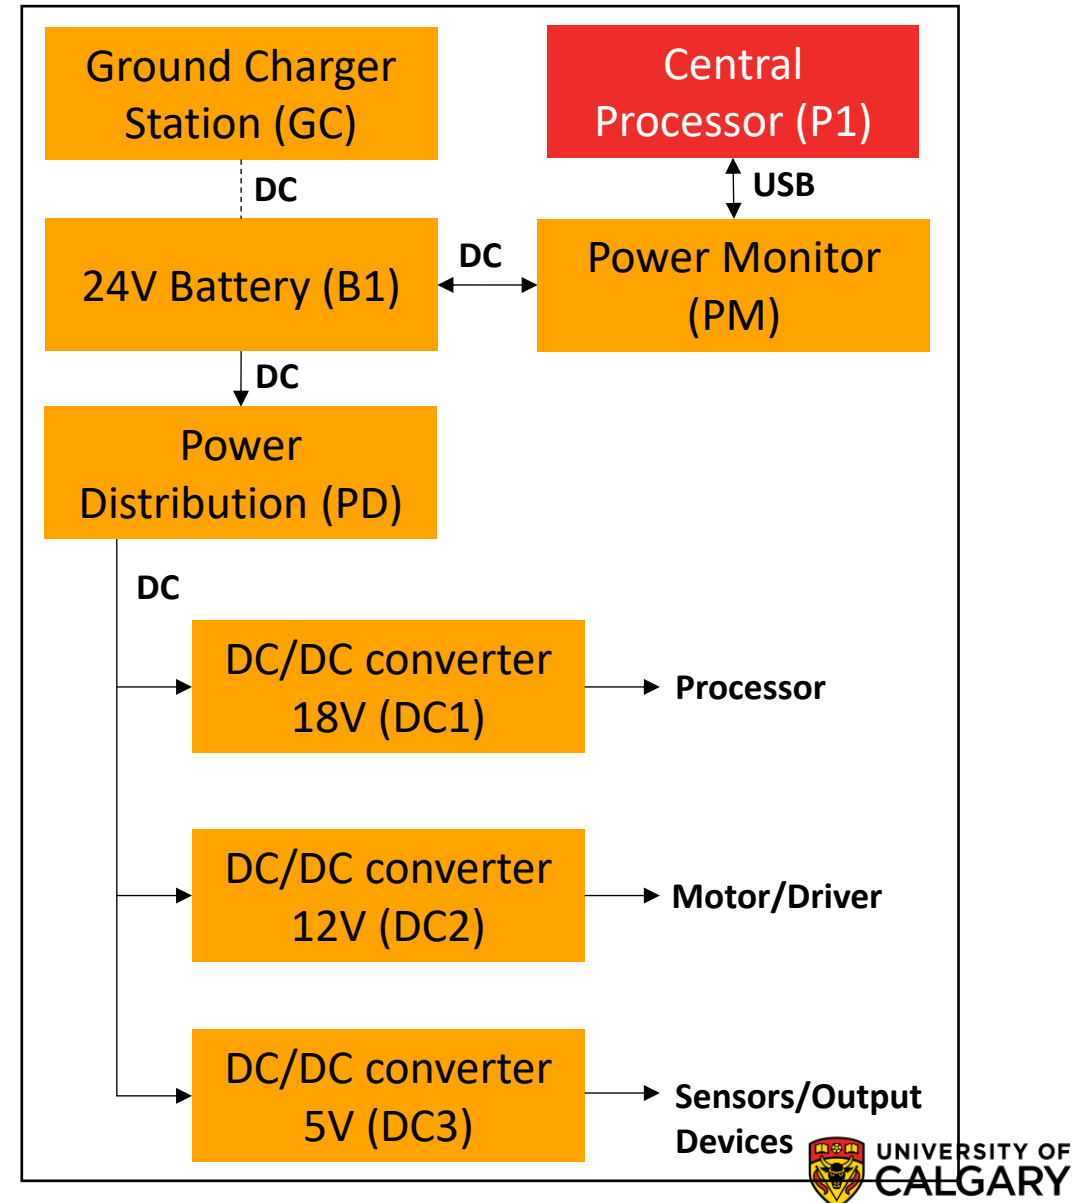 Ground Charger
Station (GC)
Central
Processor (P1)
DC
USB
24V Battery (B1)
DC
Power Monitor
(PM)
DC
Power
Distribution (PD)
DC
DC/DC converter
18V (DC1)
Processor
DC/DC converter
12V (DC2)
Motor/Driver
DC/DC converter
5V (DC3)
Sensors/Output
Devices
UNIVERSITY OF
CALGARY